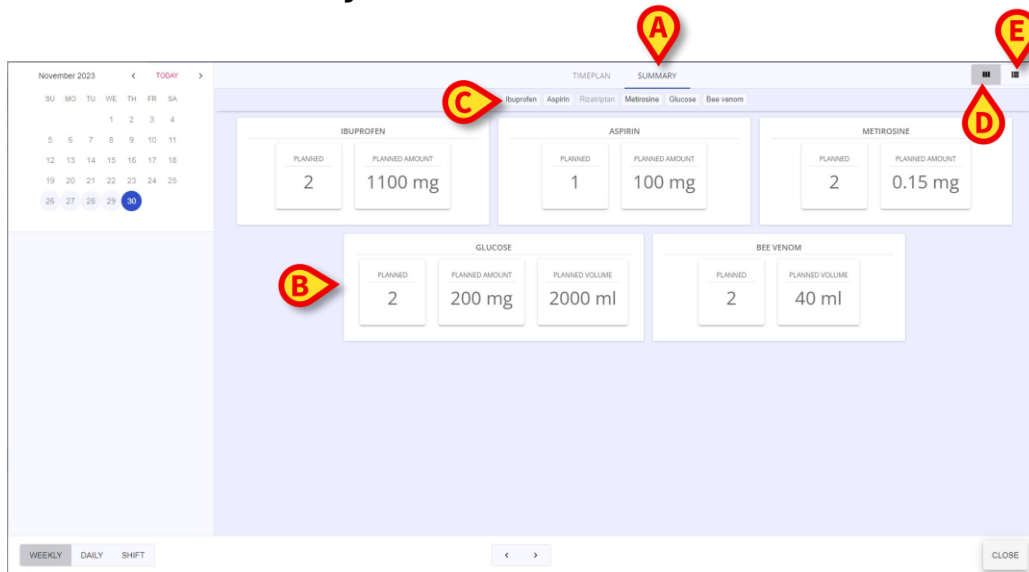 A
E
November 2023 < TODAY >
TIMEPLAN SUMMARY
SU MO TU WE TH FR SA
C
Ibuprofen Aspirin Rizatriptan Metirosine Glucose Bee venom
D
1 2 3 4
5 6 7 8 9 10 11
12 13 14 15 16 17 18
19 20 21 22 23 24 25
26 27 28 29 30
IBUPROFEN
PLANNED PLANNED AMOUNT
2 1100 mg
ASPIRIN
PLANNED PLANNED AMOUNT
1 100 mg
METIROSINE
PLANNED PLANNED AMOUNT
2 0.15 mg
B
GLUCOSE
PLANNED PLANNED AMOUNT PLANNED VOLUME
2 200 mg 2000 ml
BEE VENOM
PLANNED PLANNED VOLUME
2 40 ml
WEEKLY DAILY SHIFT
< >
CLOSE